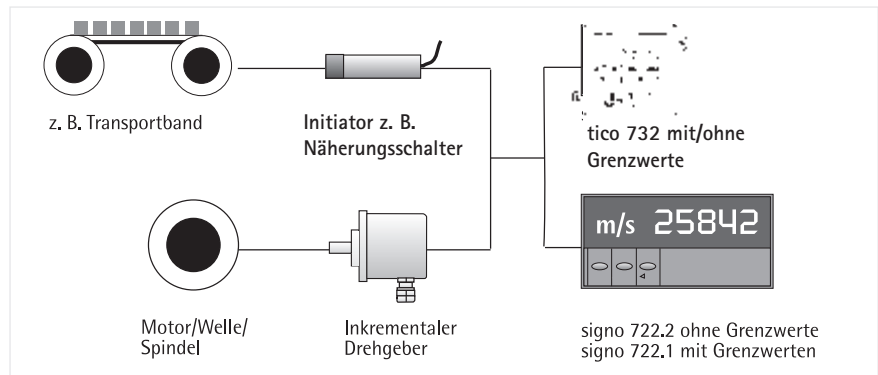 z. B. Transportband
Initiator z. B.
Näherungsschalter
tico 732 mit/ohne
Grenzwerte
m/s 25842
Motor/Welle/
Spindel
Inkrementaler
Drehgeber
signo 722.2 ohne Grenzwerte
signo 722.1 mit Grenzwerten